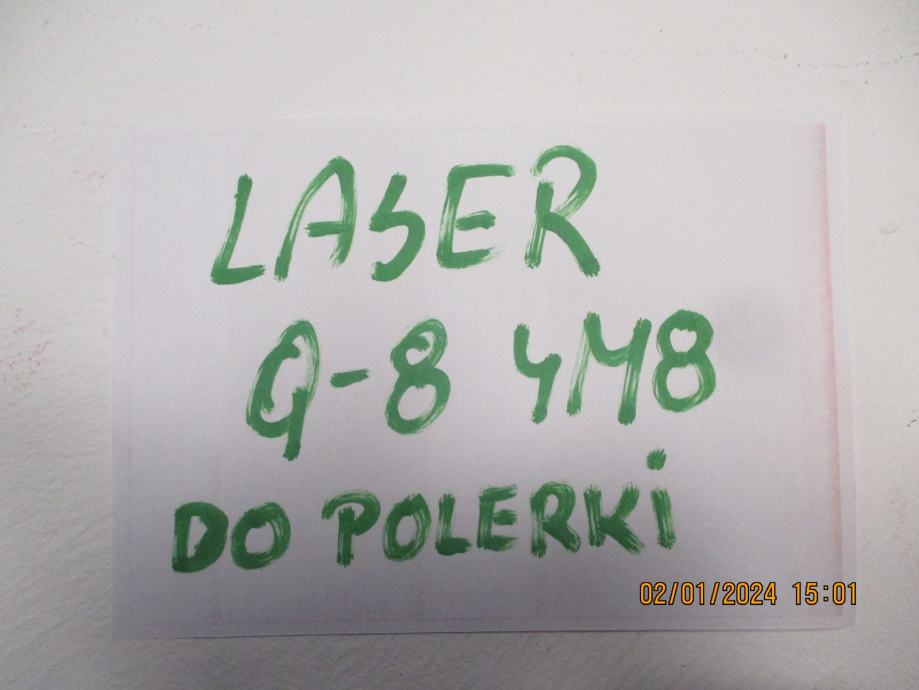 LASER
Q-8 4M8
DO POLERKi
02/01/2024 15:01